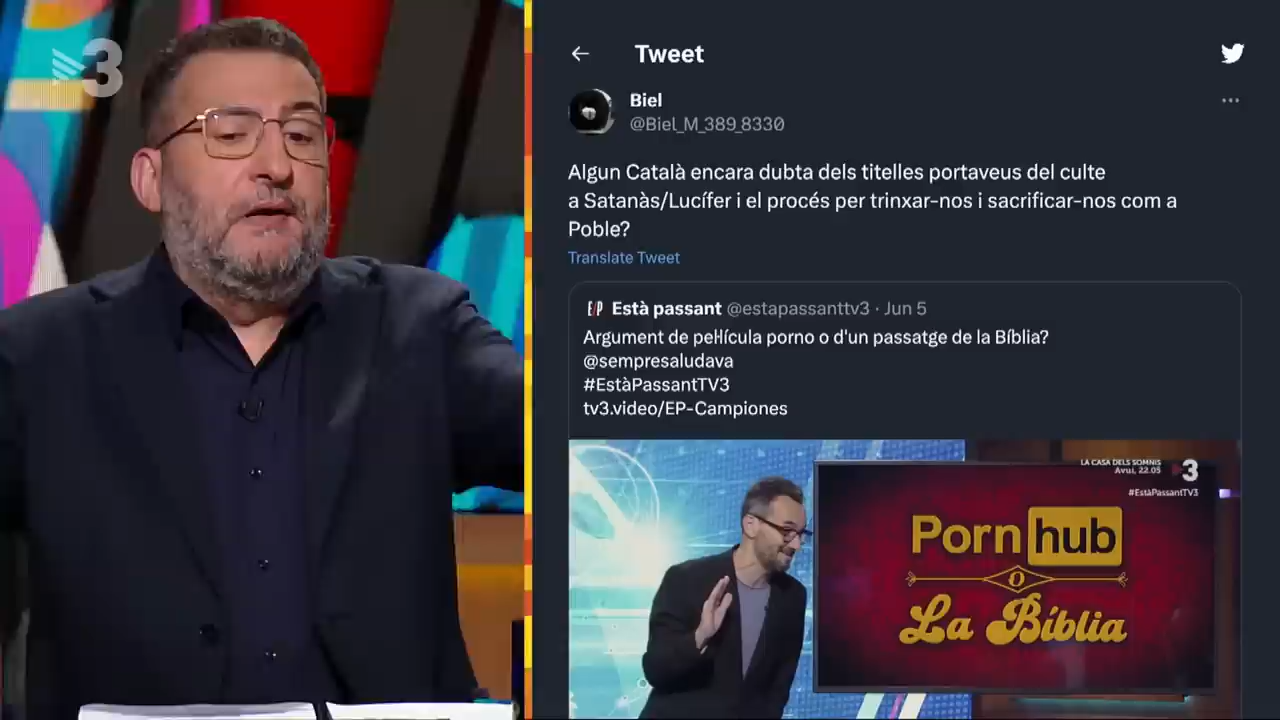 3
Tweet
Biel
@Biel_M_389_8330
Algun Català encara dubta dels titelles portaveus del culte
a Satanàs/Lucífer i el procés per trinxar-nos i sacrificar-nos com a
Poble?
Translate Tweet
E/P Està passant @estapassanttv3 · Jun 5
Argument de pel·lícula porno o d'un passatge de la Bíblia?
@sempresaludava
#EstàPassantTV3
tv3.video/EP-Campiones
LA CASA DELS SOMNIS
Avui, 22.05
3
#EstàPassantTV3
Porn hub
o
La Bíblia